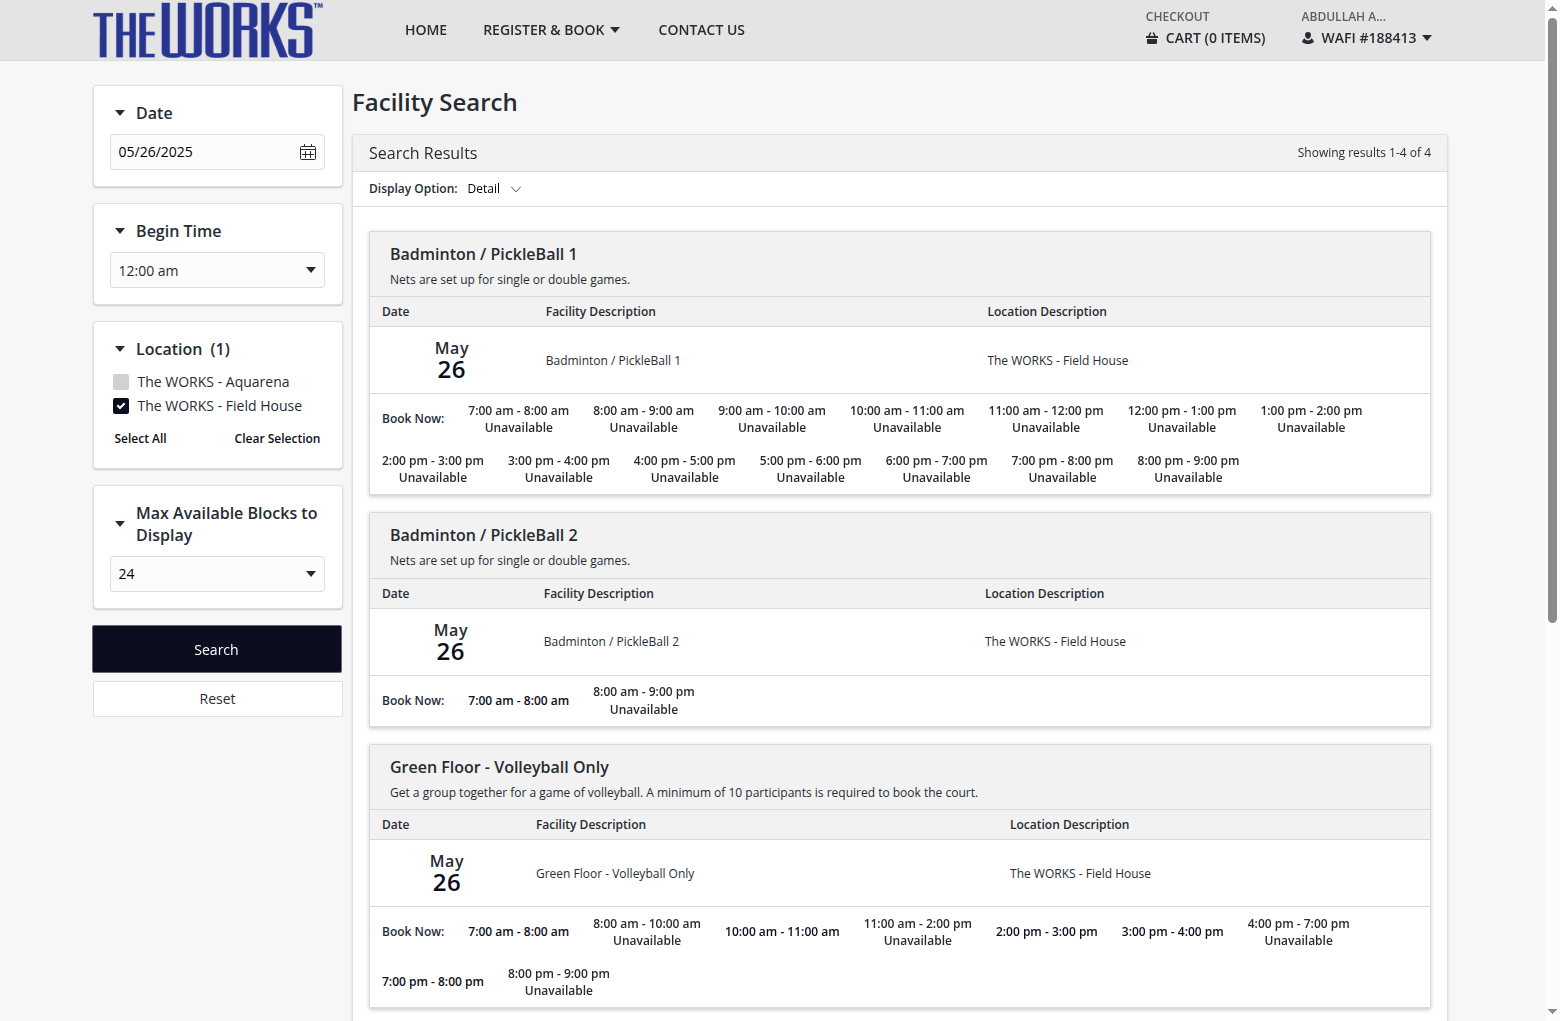 THE WORKS™
HOME REGISTER & BOOK CONTACT US
CHECKOUT
CART (0 ITEMS)
ABDULLAH A...
WAFI #188413
Date
05/26/2025
Begin Time
12:00 am
Location (1)
The WORKS - Aquarena
The WORKS - Field House
Select All Clear Selection
Max Available Blocks to
Display
24
Search
Reset
Facility Search
Search Results Showing results 1-4 of 4
Display Option: Detail
Badminton / PickleBall 1
Nets are set up for single or double games.
Date Facility Description Location Description
May
26
Badminton / PickleBall 1 The WORKS - Field House
Book Now:
7:00 am - 8:00 am 8:00 am - 9:00 am 9:00 am - 10:00 am 10:00 am - 11:00 am 11:00 am - 12:00 pm 12:00 pm - 1:00 pm 1:00 pm - 2:00 pm
Unavailable Unavailable Unavailable Unavailable Unavailable Unavailable Unavailable
2:00 pm - 3:00 pm 3:00 pm - 4:00 pm 4:00 pm - 5:00 pm 5:00 pm - 6:00 pm 6:00 pm - 7:00 pm 7:00 pm - 8:00 pm 8:00 pm - 9:00 pm
Unavailable Unavailable Unavailable Unavailable Unavailable Unavailable Unavailable
Badminton / PickleBall 2
Nets are set up for single or double games.
Date Facility Description Location Description
May
26
Badminton / PickleBall 2 The WORKS - Field House
Book Now: 7:00 am - 8:00 am
8:00 am - 9:00 pm
Unavailable
Green Floor - Volleyball Only
Get a group together for a game of volleyball. A minimum of 10 participants is required to book the court.
Date Facility Description Location Description
May
26
Green Floor - Volleyball Only The WORKS - Field House
Book Now: 7:00 am - 8:00 am
8:00 am - 10:00 am
Unavailable
10:00 am - 11:00 am
11:00 am - 2:00 pm
Unavailable
2:00 pm - 3:00 pm 3:00 pm - 4:00 pm
4:00 pm - 7:00 pm
Unavailable
7:00 pm - 8:00 pm
8:00 pm - 9:00 pm
Unavailable